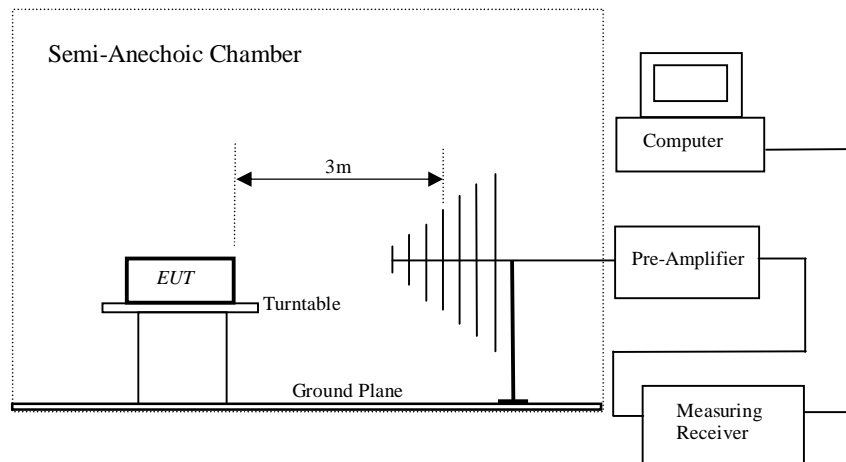 Semi-Anechoic Chamber
Computer
3m
Pre-Amplifier
EUT
Turntable
Ground Plane
Measuring
Receiver